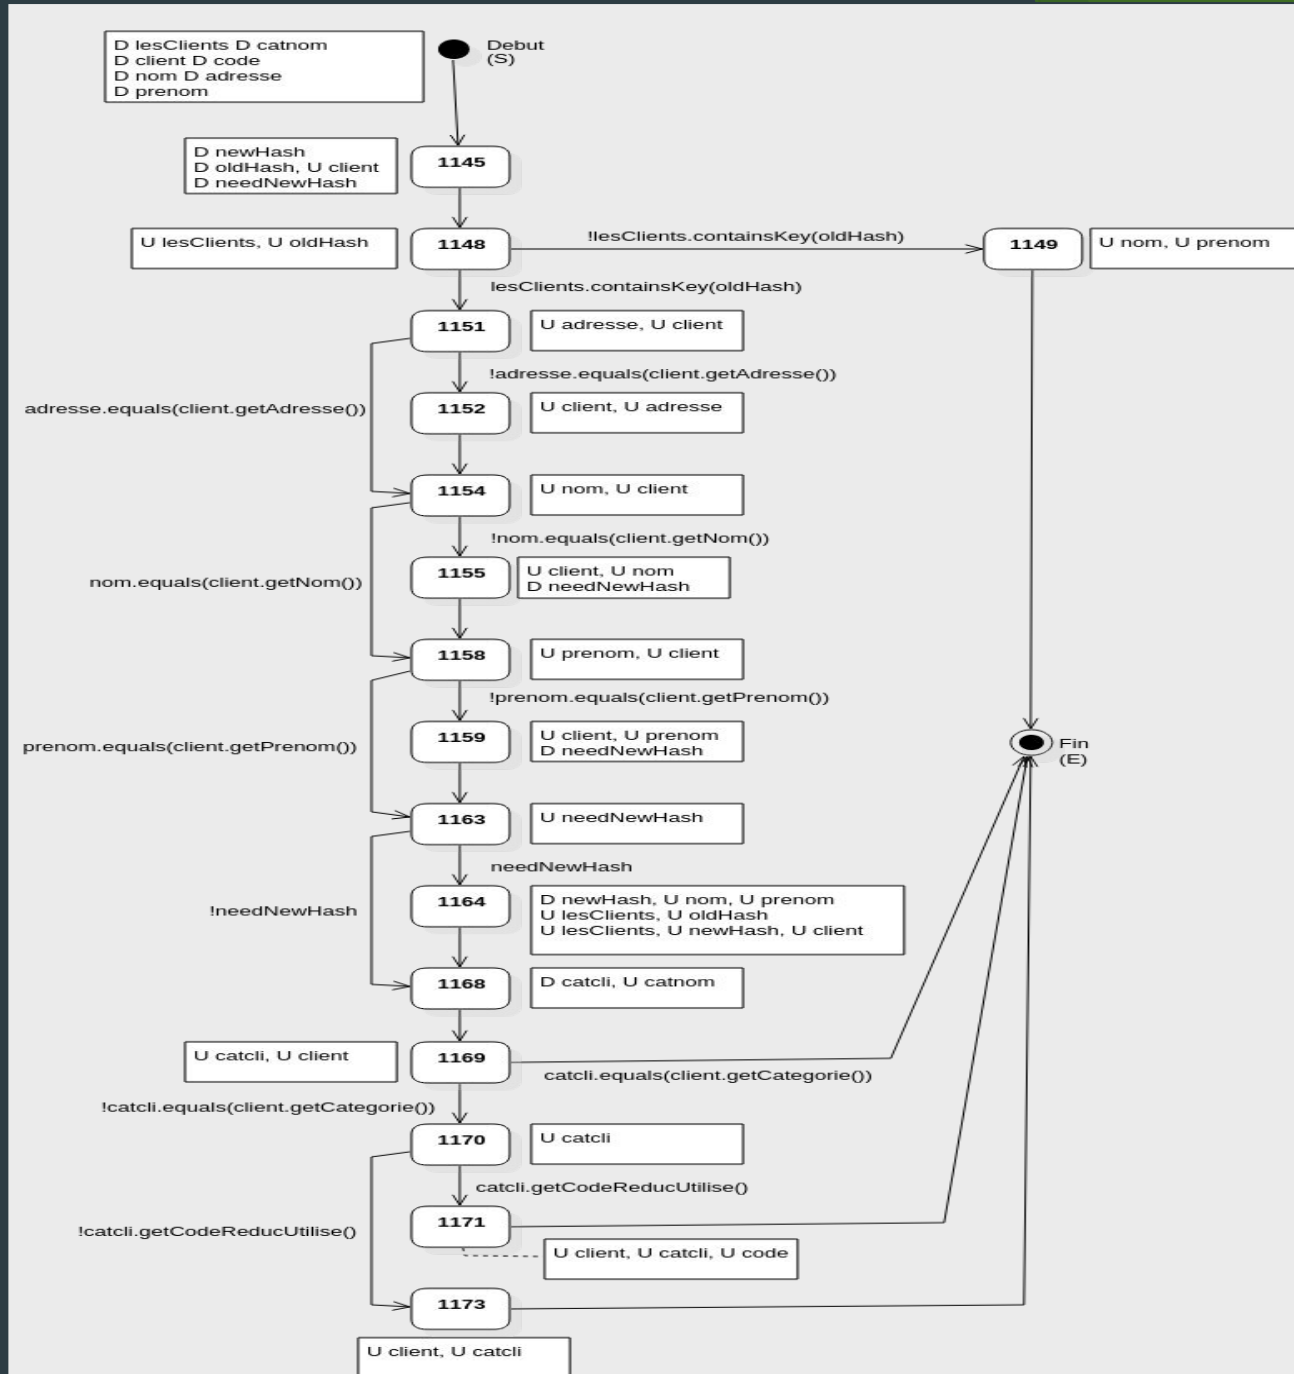 D lesClients D catnom
D client D code
D nom D adresse
D prenom
Debut
(S)
D newHash
D oldHash, U client
D needNewHash
1145
U lesClients, U oldHash
1148
!lesClients.containsKey(oldHash)
1149
U nom, U prenom
lesClients.containsKey(oldHash)
1151
U adresse, U client
!adresse.equals(client.getAdresse())
adresse.equals(client.getAdresse())
1152
U client, U adresse
1154
U nom, U client
!nom.equals(client.getNom())
nom.equals(client.getNom())
1155
U client, U nom
D needNewHash
1158
U prenom, U client
!prenom.equals(client.getPrenom())
prenom.equals(client.getPrenom())
1159
U client, U prenom
D needNewHash
Fin
(E)
1163
U needNewHash
needNewHash
!needNewHash
1164
D newHash, U nom, U prenom
U lesClients, U oldHash
U lesClients, U newHash, U client
1168
D catcli, U catnom
U catcli, U client
1169
catcli.equals(client.getCategorie())
!catcli.equals(client.getCategorie())
1170
U catcli
catcli.getCodeReducUtilise()
!catcli.getCodeReducUtilise()
1171
U client, U catcli, U code
1173
U client, U catcli